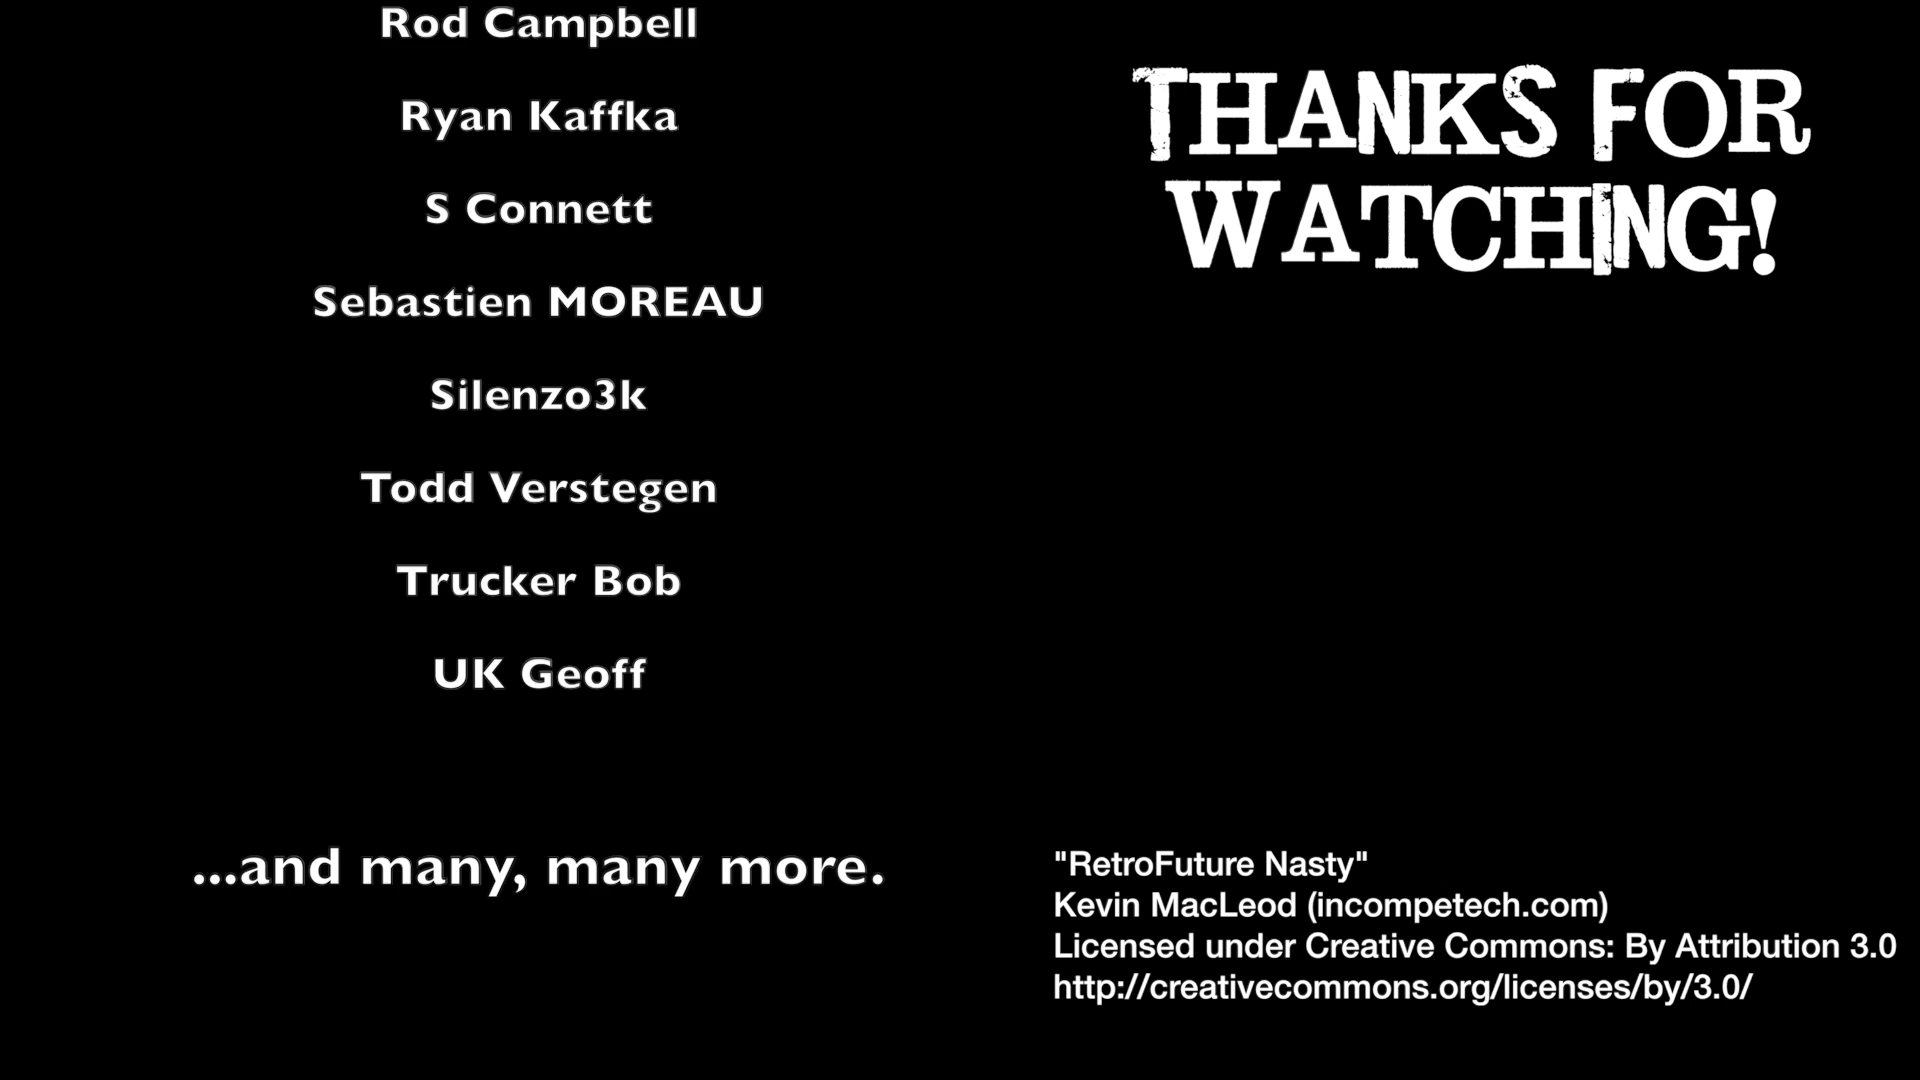 Rod Campbell
Ryan Kaffka
S Connett
Sebastien MOREAU
Silenzo3k
Todd Verstegen
Trucker Bob
UK Geoff
...and many, many more.
THANKS FOR
WATCHING!
"RetroFuture Nasty"
Kevin MacLeod (incompetech.com)
Licensed under Creative Commons: By Attribution 3.0
http://creativecommons.org/licenses/by/3.0/